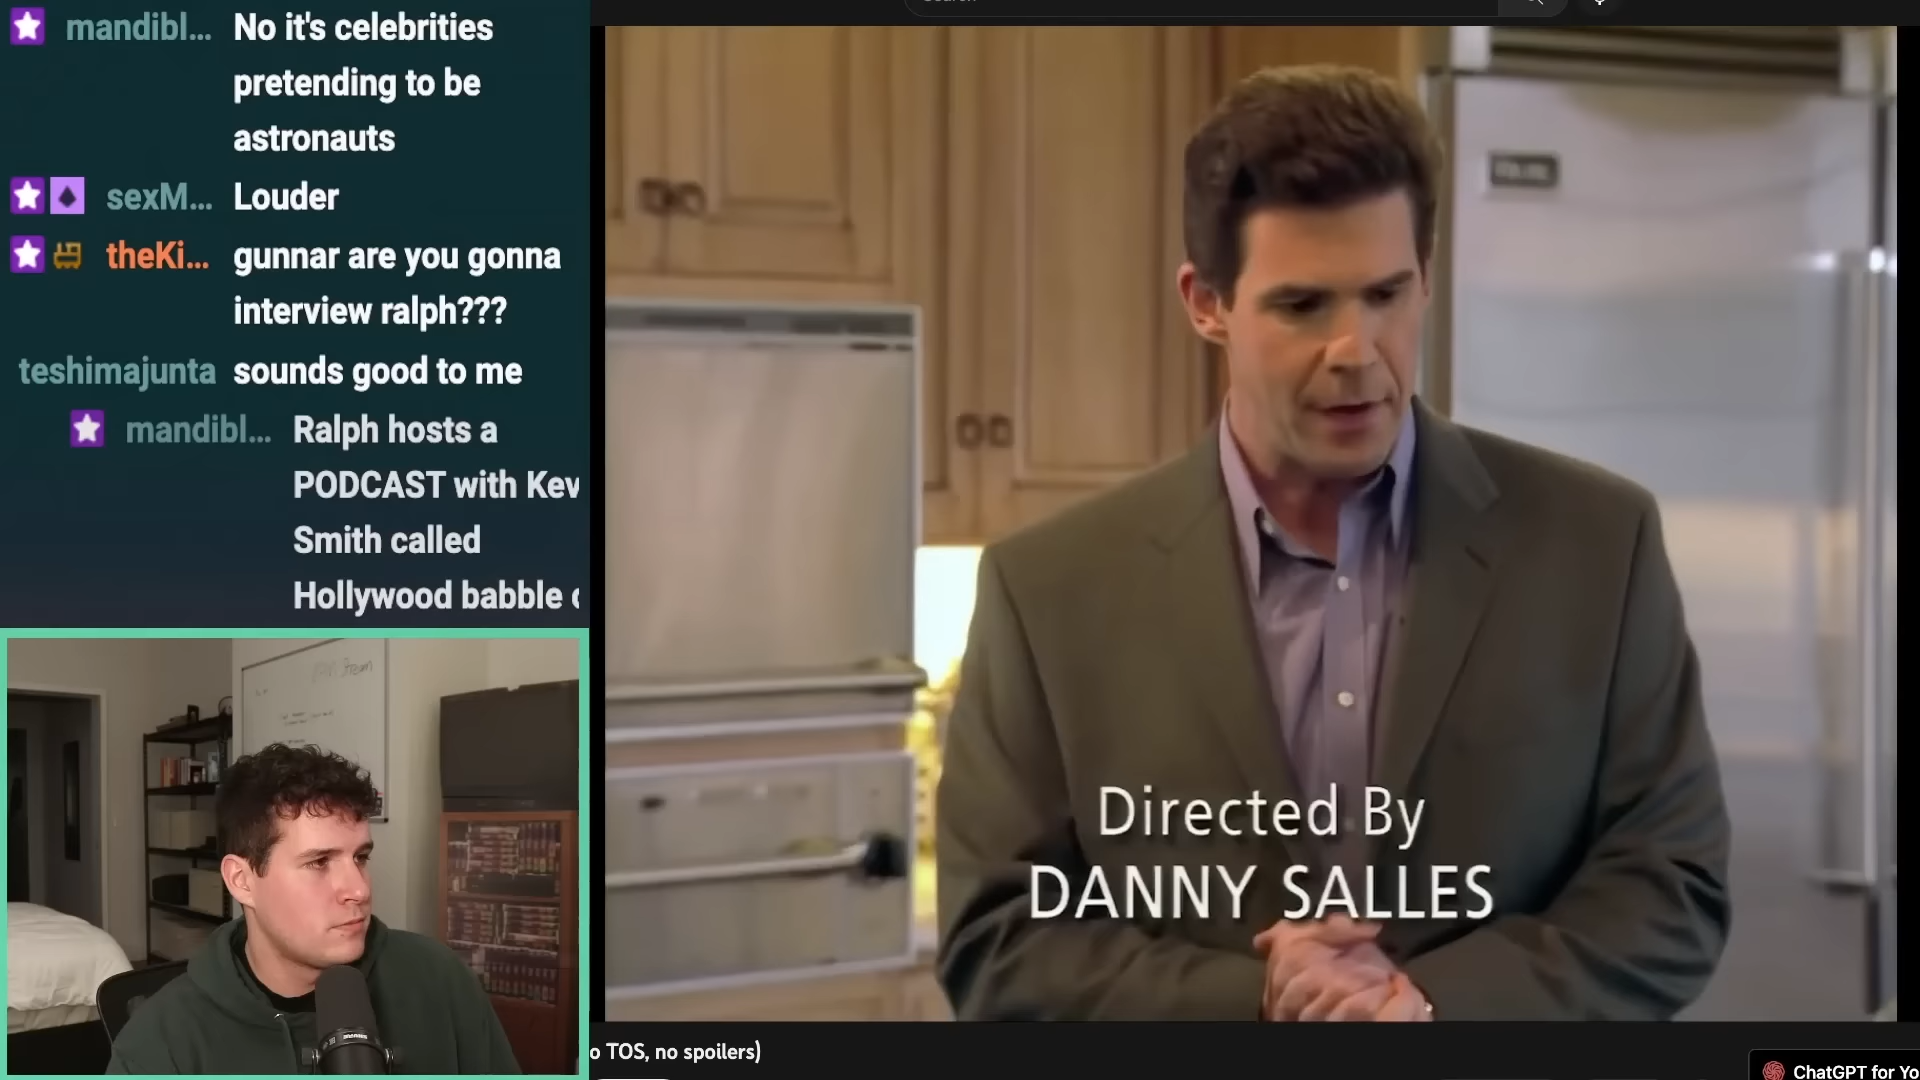 mandibl... No it's celebrities
pretending to be
astronauts
sexM... Louder
theKi... gunnar are you gonna
interview ralph???
teshimajunta sounds good to me
mandibl... Ralph hosts a
PODCAST with Kev
Smith called
Hollywood babble
Directed By
DANNY SALLES
o TOS, no spoilers)
ChatGPT for Yo